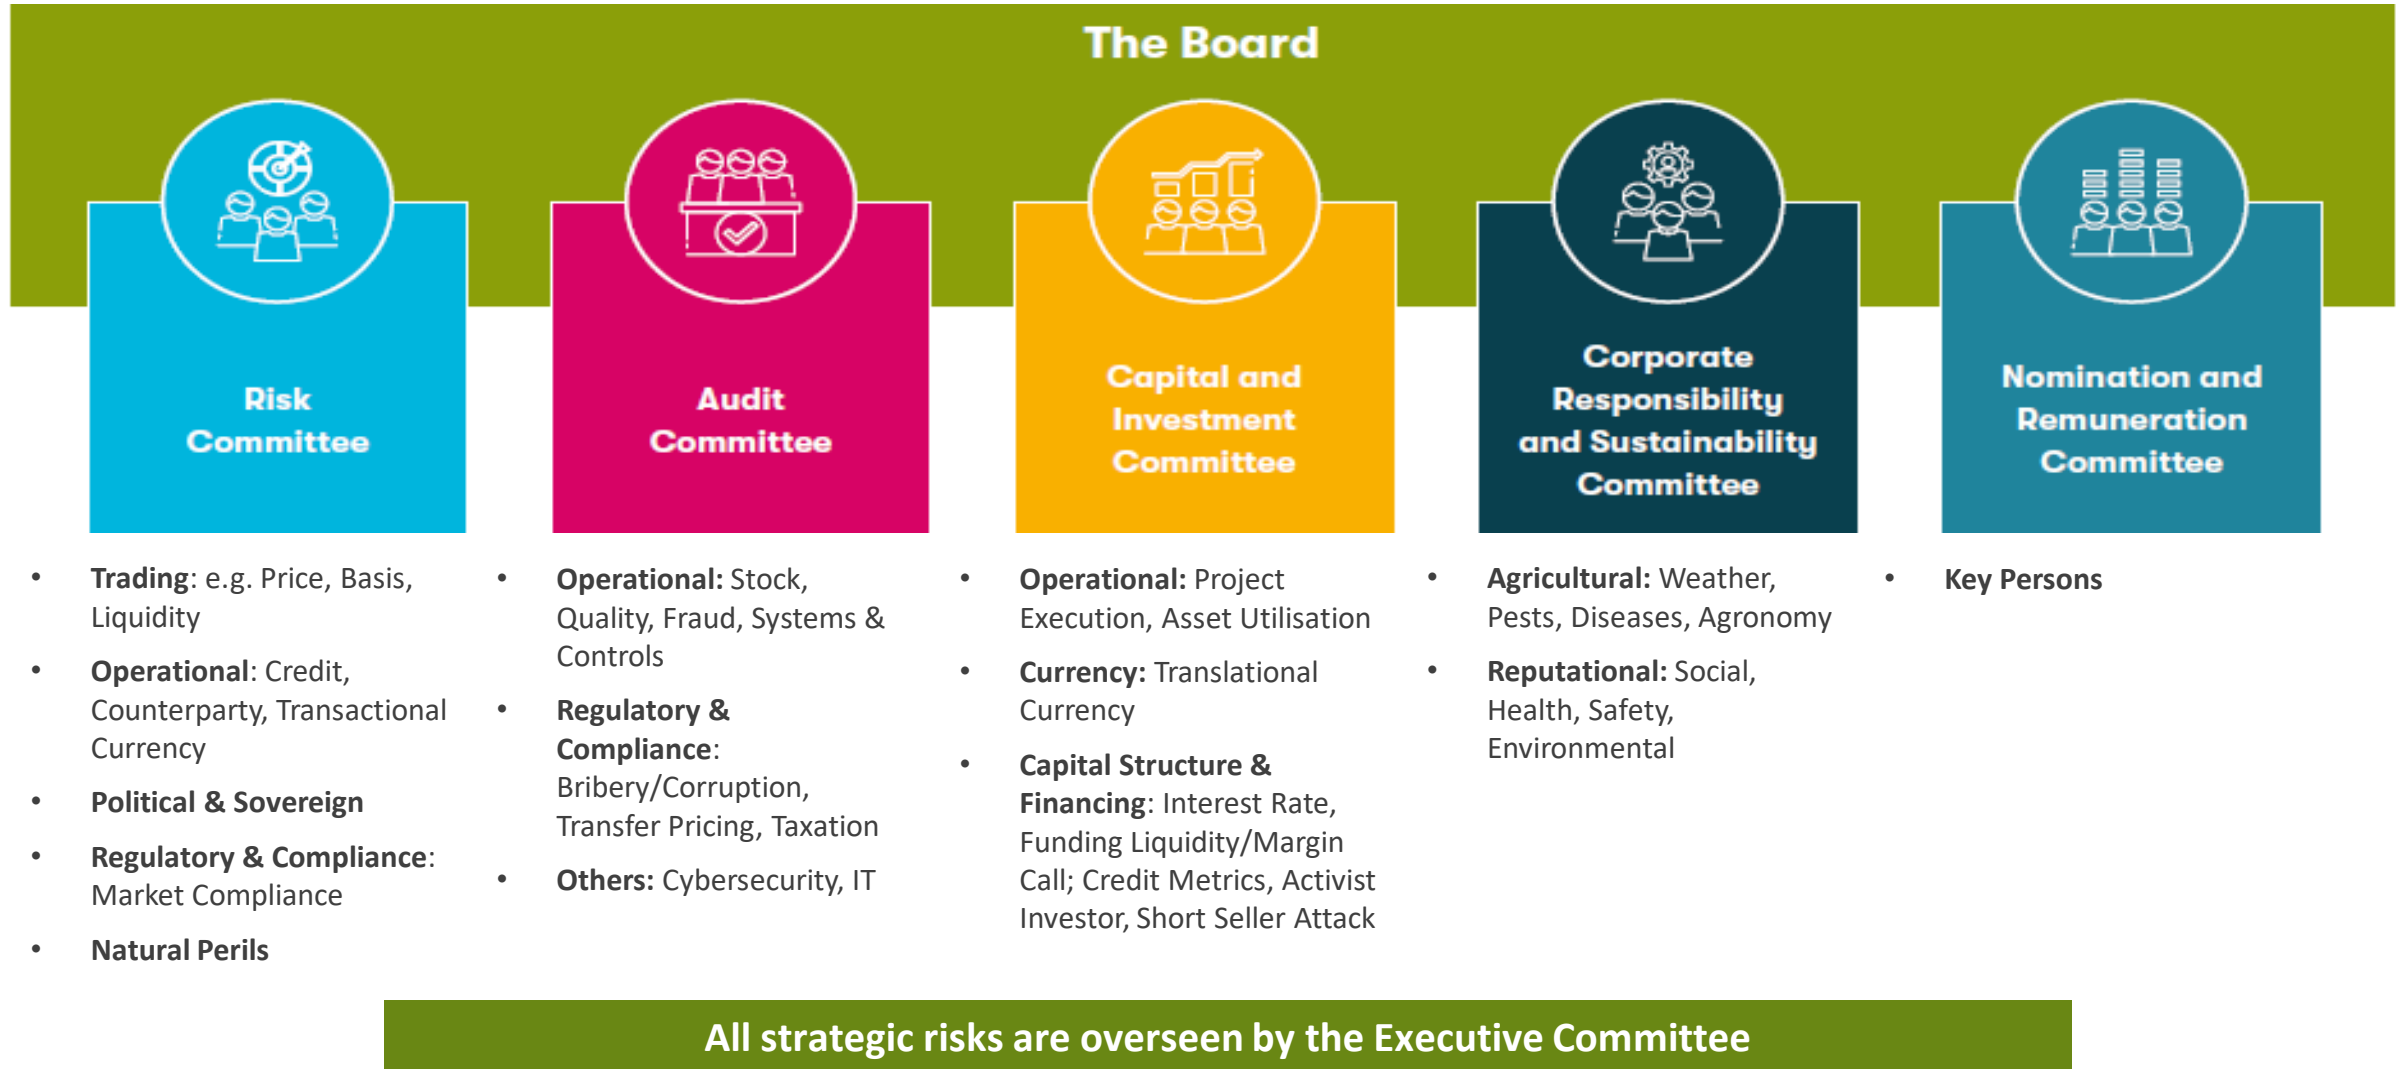 The Board
Risk
Committee
Audit
Committee
Capital and
Investment
Committee
Corporate
Responsibility
and Sustainability
Committee
Nomination and
Remuneration
Committee
• Trading: e.g. Price, Basis,
Liquidity
• Operational: Credit,
Counterparty, Transactional
Currency
• Political & Sovereign
• Regulatory & Compliance:
Market Compliance
• Natural Perils
• Operational: Stock,
Quality, Fraud, Systems &
Controls
• Regulatory &
Compliance:
Bribery/Corruption,
Transfer Pricing, Taxation
• Others: Cybersecurity, IT
• Operational: Project
Execution, Asset Utilisation
• Currency: Translational
Currency
• Capital Structure &
Financing: Interest Rate,
Funding Liquidity/Margin
Call; Credit Metrics, Activist
Investor, Short Seller Attack
• Agricultural: Weather,
Pests, Diseases, Agronomy
• Reputational: Social,
Health, Safety,
Environmental
• Key Persons
All strategic risks are overseen by the Executive Committee